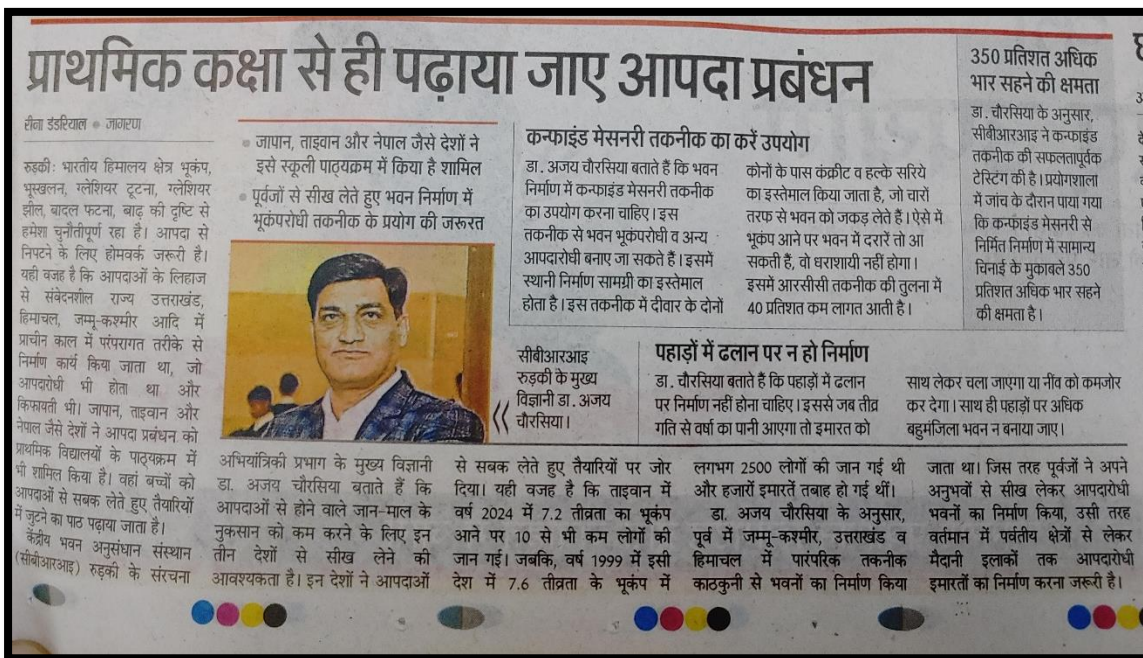 प्राथमिक कक्षा से ही पढ़ाया जाए आपदा प्रबंधन
रीना डंडरियाल • जागरण
रुड़की: भारतीय हिमालय क्षेत्र भूकंप,
भूस्खलन, ग्लेशियर टूटना, ग्लेशियर
झील, बादल फटना, बाढ़ की दृष्टि से
हमेशा चुनौतीपूर्ण रहा है। आपदा से
निपटने के लिए होमवर्क जरूरी है।
यही वजह है कि आपदाओं के लिहाज
से संवेदनशील राज्य उत्तराखंड,
हिमाचल, जम्मू-कश्मीर आदि में
प्राचीन काल में परंपरागत तरीके से
निर्माण कार्य किया जाता था, जो
आपदारोधी भी होता था और
किफायती भी। जापान, ताइवान और
नेपाल जैसे देशों ने आपदा प्रबंधन को
प्राथमिक विद्यालयों के पाठ्यक्रम में
भी शामिल किया है। वहां बच्चों को
आपदाओं से सबक लेते हुए तैयारियों
में जुटने का पाठ पढ़ाया जाता है।
केंद्रीय भवन अनुसंधान संस्थान
(सीबीआरआइ) रुड़की के संरचना
• जापान, ताइवान और नेपाल जैसे देशों ने
इसे स्कूली पाठ्यक्रम में किया है शामिल
• पूर्वजों से सीख लेते हुए भवन निर्माण में
भूकंपरोधी तकनीक के प्रयोग की जरूरत
सीबीआरआइ
रुड़की के मुख्य
विज्ञानी डा. अजय
चौरसिया।
अभियांत्रिकी प्रभाग के मुख्य विज्ञानी
डा. अजय चौरसिया बताते हैं कि
आपदाओं से होने वाले जान-माल के
नुकसान को कम करने के लिए इन
तीन देशों से सीख लेने की
आवश्यकता है। इन देशों ने आपदाओं
से सबक लेते हुए तैयारियों पर जोर
दिया। यही वजह है कि ताइवान में
वर्ष 2024 में 7.2 तीव्रता का भूकंप
आने पर 10 से भी कम लोगों की
जान गई। जबकि, वर्ष 1999 में इसी
देश में 7.6 तीव्रता के भूकंप में
लगभग 2500 लोगों की जान गई थी
और हजारों इमारतें तबाह हो गई थीं।
डा. अजय चौरसिया के अनुसार,
पूर्व में जम्मू-कश्मीर, उत्तराखंड व
हिमाचल में पारंपरिक तकनीक
काठकुनी से भवनों का निर्माण किया
जाता था। जिस तरह पूर्वजों ने अपने
अनुभवों से सीख लेकर आपदारोधी
भवनों का निर्माण किया, उसी तरह
वर्तमान में पर्वतीय क्षेत्रों से लेकर
मैदानी इलाकों तक आपदारोधी
इमारतों का निर्माण करना जरूरी है।
कन्फाइंड मेसनरी तकनीक का करें उपयोग
डा. अजय चौरसिया बताते हैं कि भवन
निर्माण में कन्फाइंड मेसनरी तकनीक
का उपयोग करना चाहिए। इस
तकनीक से भवन भूकंपरोधी व अन्य
आपदारोधी बनाए जा सकते हैं। इसमें
स्थानी निर्माण सामग्री का इस्तेमाल
होता है। इस तकनीक में दीवार के दोनों
कोनों के पास कंक्रीट व हल्के सरिये
का इस्तेमाल किया जाता है, जो चारों
तरफ से भवन को जकड़ लेते हैं। ऐसे में
भूकंप आने पर भवन में दरारें तो आ
सकती हैं, वो धराशायी नहीं होगा।
इसमें आरसीसी तकनीक की तुलना में
40 प्रतिशत कम लागत आती है।
पहाड़ों में ढलान पर न हो निर्माण
डा. चौरसिया बताते हैं कि पहाड़ों में ढलान
पर निर्माण नहीं होना चाहिए। इससे जब तीव्र
गति से वर्षा का पानी आएगा तो इमारत को
साथ लेकर चला जाएगा या नींव को कमजोर
कर देगा। साथ ही पहाड़ों पर अधिक
बहुमंजिला भवन न बनाया जाए।
350 प्रतिशत अधिक
भार सहने की क्षमता
डा. चौरसिया के अनुसार,
सीबीआरआइ ने कन्फाइंड
तकनीक की सफलतापूर्वक
टेस्टिंग की है। प्रयोगशाला
में जांच के दौरान पाया गया
कि कन्फाइंड मेसनरी से
निर्मित निर्माण में सामान्य
चिनाई के मुकाबले 350
प्रतिशत अधिक भार सहने
की क्षमता है।